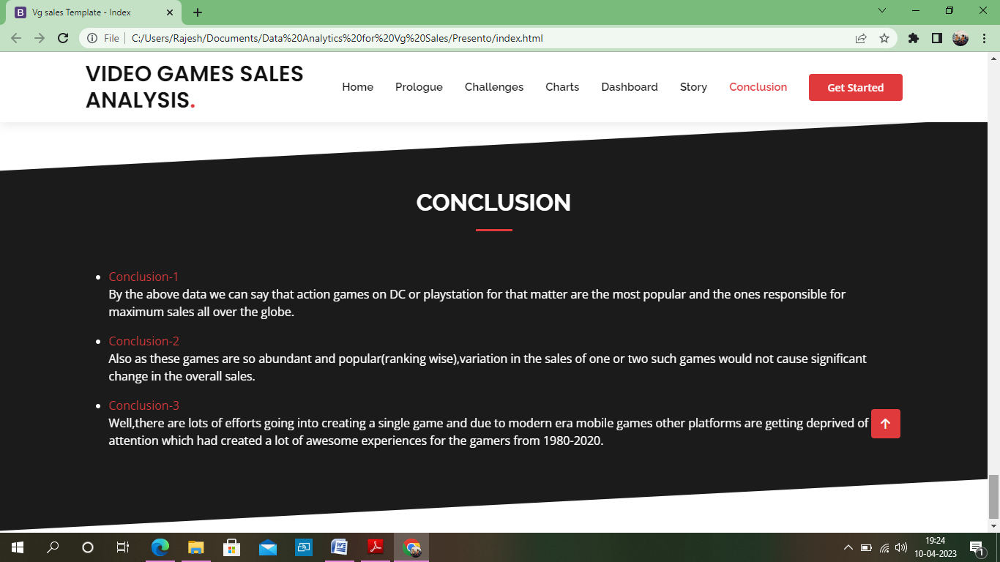 Vg sales Template - Index
File
C:/Users/Rajesh/Documents/Data%20Analytics%20for%20Vg%20Sales/Presento/index.html
VIDEO GAMES SALES
ANALYSIS.
Home Prologue Challenges Charts Dashboard Story Conclusion Get Started
CONCLUSION
Conclusion-1
By the above data we can say that action games on DC or playstation for that matter are the most popular and the ones responsible for
maximum sales all over the globe.
Conclusion-2
Also as these games are so abundant and popular(ranking wise),variation in the sales of one or two such games would not cause significant
change in the overall sales.
Conclusion-3
Well,there are lots of efforts going into creating a single game and due to modern era mobile games other platforms are getting deprived of
attention which had created a lot of awesome experiences for the gamers from 1980-2020.
19:24
10-04-2023
1